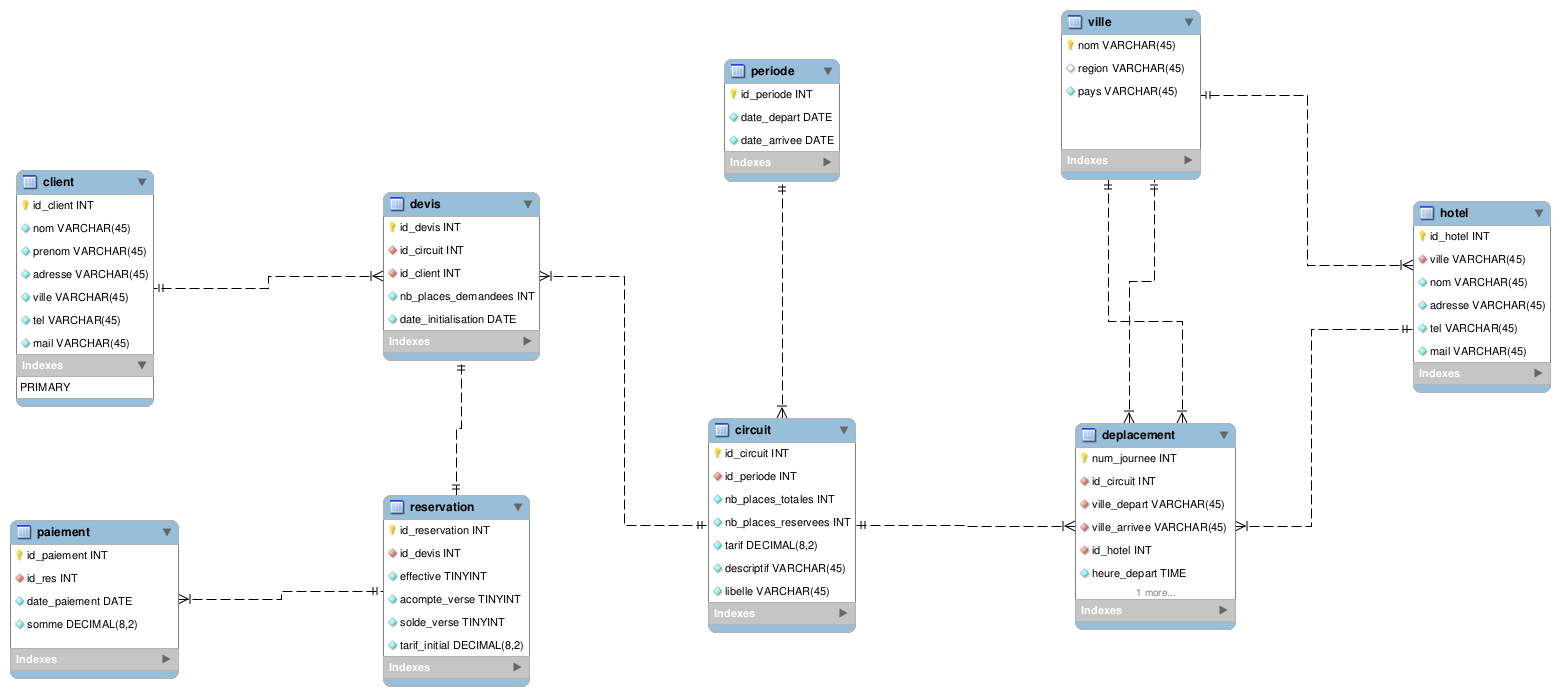 ville
nom VARCHAR(45)
region VARCHAR(45)
pays VARCHAR(45)
Indexes
periode
id_periode INT
date_depart DATE
date_arrivee DATE
Indexes
client
id_client INT
nom VARCHAR(45)
prenom VARCHAR(45)
adresse VARCHAR(45)
ville VARCHAR(45)
tel VARCHAR(45)
mail VARCHAR(45)
Indexes
PRIMARY
devis
id_devis INT
id_circuit INT
id_client INT
nb_places_demandees INT
date_initialisation DATE
Indexes
hotel
id_hotel INT
ville VARCHAR(45)
nom VARCHAR(45)
adresse VARCHAR(45)
tel VARCHAR(45)
mail VARCHAR(45)
Indexes
circuit
id_circuit INT
id_periode INT
nb_places_totales INT
nb_places_reservees INT
tarif DECIMAL(8,2)
descriptif VARCHAR(45)
libelle VARCHAR(45)
Indexes
deplacement
num_journee INT
id_circuit INT
ville_depart VARCHAR(45)
ville_arrivee VARCHAR(45)
id_hotel INT
heure_depart TIME
1 more...
Indexes
reservation
id_reservation INT
id_devis INT
effective TINYINT
acompte_verse TINYINT
solde_verse TINYINT
tarif_initial DECIMAL(8,2)
Indexes
paiement
id_paiement INT
id_res INT
date_paiement DATE
somme DECIMAL(8,2)
Indexes